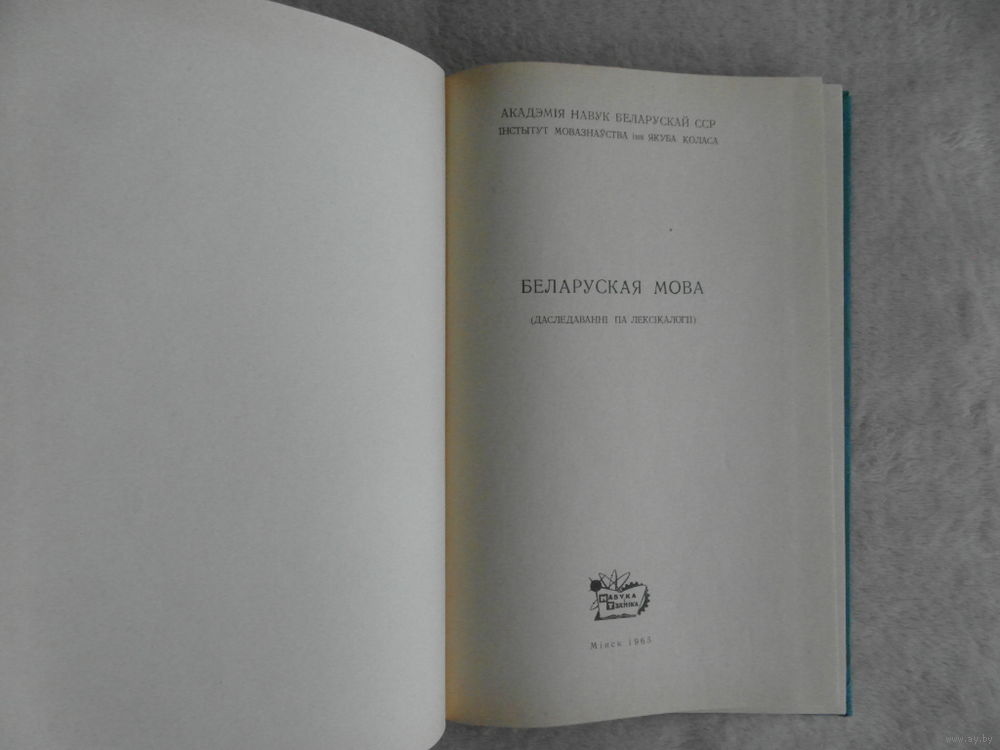 АКАДЭМІЯ НАВУК БЕЛАРУСКАЙ ССР
ІНСТЫТУТ МОВАЗНАЎСТВА імя ЯКУБА КОЛАСА
БЕЛАРУСКАЯ МОВА
(ДАСЛЕДАВАННІ ПА ЛЕКСІКАЛОГІІ)
НАВУКА
І ТЭХНІКА
Мінск 1965
www.ay.by